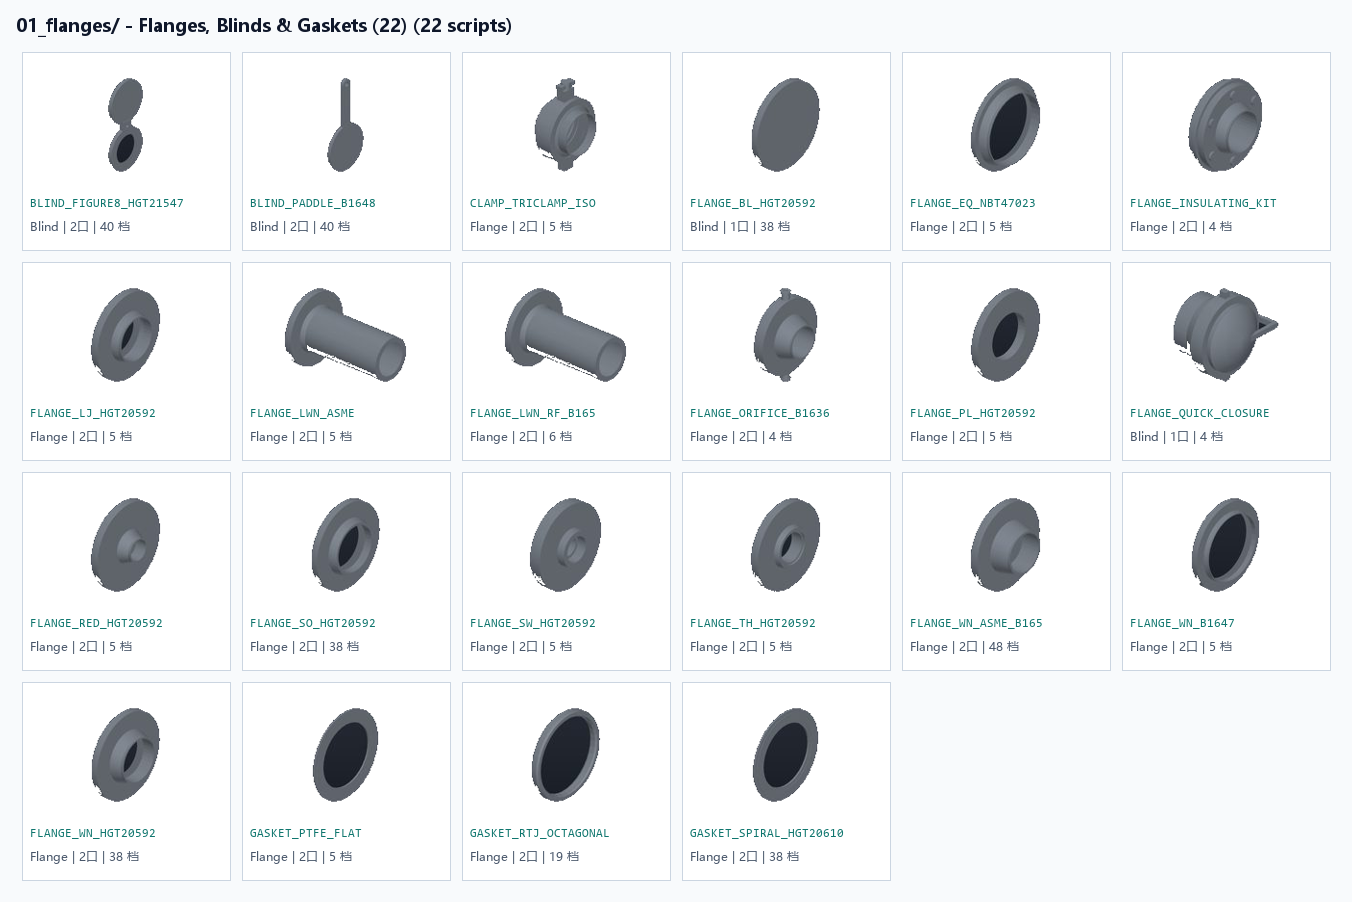 01_flanges/ - Flanges, Blinds & Gaskets (22) (22 scripts)
BLIND_FIGURE8_HGT21547
Blind | 2口 | 40 档
BLIND_PADDLE_B1648
Blind | 2口 | 40 档
CLAMP_TRICLAMP_ISO
Flange | 2口 | 5 档
FLANGE_BL_HGT20592
Blind | 1口 | 38 档
FLANGE_EQ_NBT47023
Flange | 2口 | 5 档
FLANGE_INSULATING_KIT
Flange | 2口 | 4 档
FLANGE_LJ_HGT20592
Flange | 2口 | 5 档
FLANGE_LWN_ASME
Flange | 2口 | 5 档
FLANGE_LWN_RF_B165
Flange | 2口 | 6 档
FLANGE_ORIFICE_B1636
Flange | 2口 | 4 档
FLANGE_PL_HGT20592
Flange | 2口 | 5 档
FLANGE_QUICK_CLOSURE
Blind | 1口 | 4 档
FLANGE_RED_HGT20592
Flange | 2口 | 5 档
FLANGE_SO_HGT20592
Flange | 2口 | 38 档
FLANGE_SW_HGT20592
Flange | 2口 | 5 档
FLANGE_TH_HGT20592
Flange | 2口 | 5 档
FLANGE_WN_ASME_B165
Flange | 2口 | 48 档
FLANGE_WN_B1647
Flange | 2口 | 5 档
FLANGE_WN_HGT20592
Flange | 2口 | 38 档
GASKET_PTFE_FLAT
Flange | 2口 | 5 档
GASKET_RTJ_OCTAGONAL
Flange | 2口 | 19 档
GASKET_SPIRAL_HGT20610
Flange | 2口 | 38 档